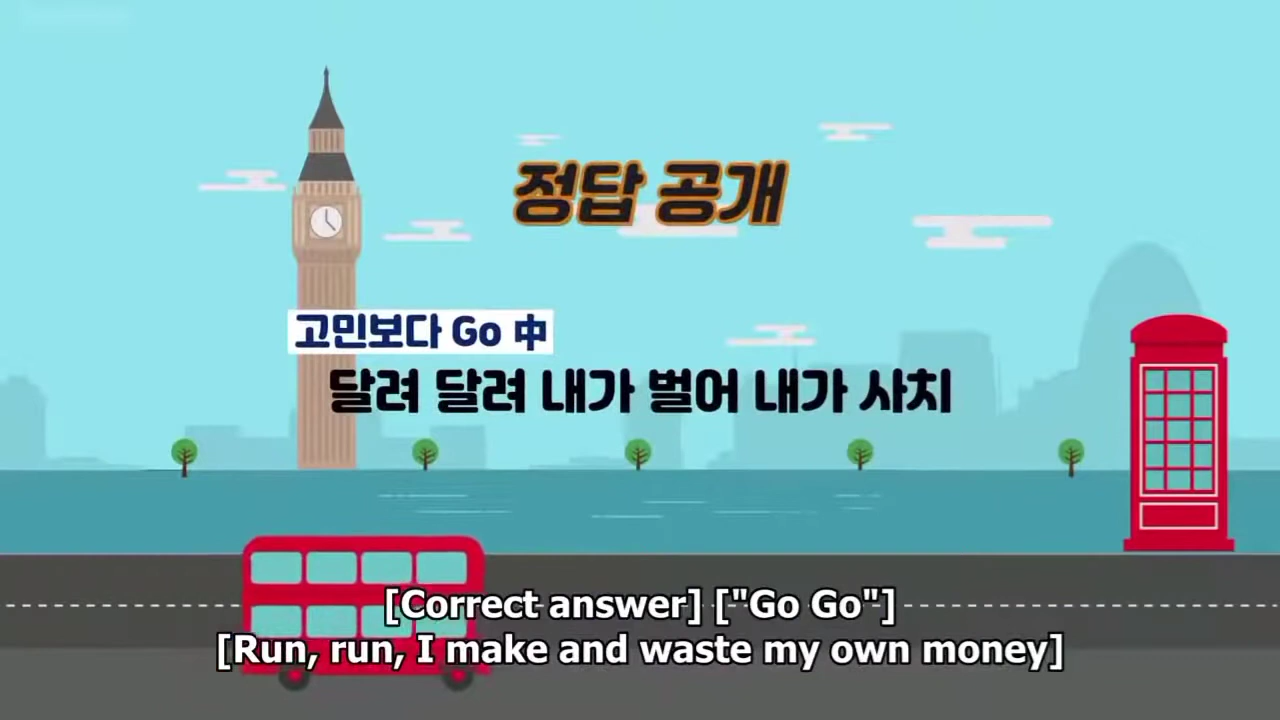 정답 공개
고민보다 Go 中
달려 달려 내가 벌어 내가 사치
[Correct answer] ["Go Go"]
[Run, run, I make and waste my own money]